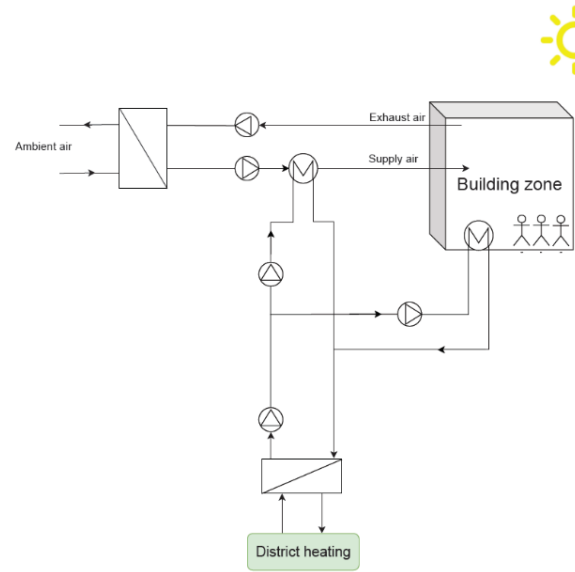 Exhaust air
Ambient air
Supply air
Building zone
District heating